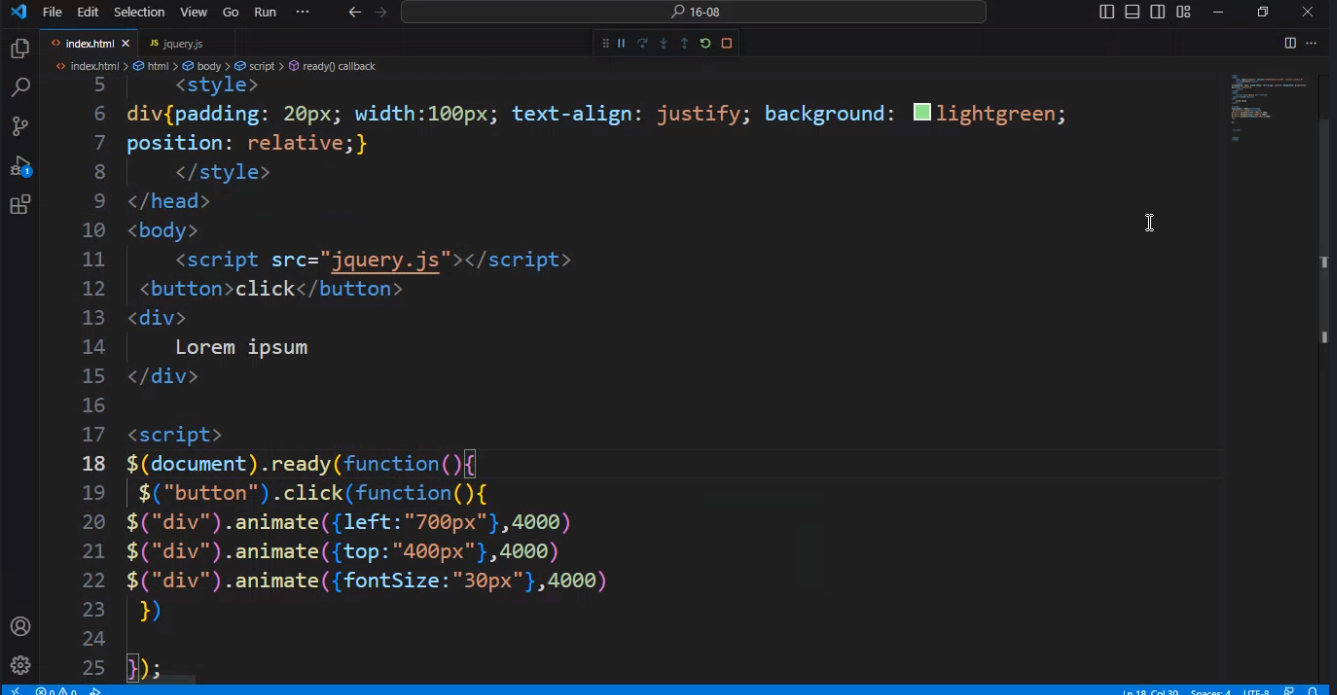 File Edit Selection View Go Run ··· 16-08
index.html JS jquery.js
index.html > html > body > script > ready() callback
5 <style>
6 div{padding: 20px; width:100px; text-align: justify; background: lightgreen;
7 position: relative;}
8 </style>
9 </head>
10 <body>
11 <script src="jquery.js"></script>
12 <button>click</button>
13 <div>
14 Lorem ipsum
15 </div>
16
17 <script>
18 $(document).ready(function(){
19 $("button").click(function(){
20 $("div").animate({left:"700px"},4000)
21 $("div").animate({top:"400px"},4000)
22 $("div").animate({fontSize:"30px"},4000)
23 })
24
25 });
1
0 0 Ln 18, Col 30 Spaces: 4 UTF-8